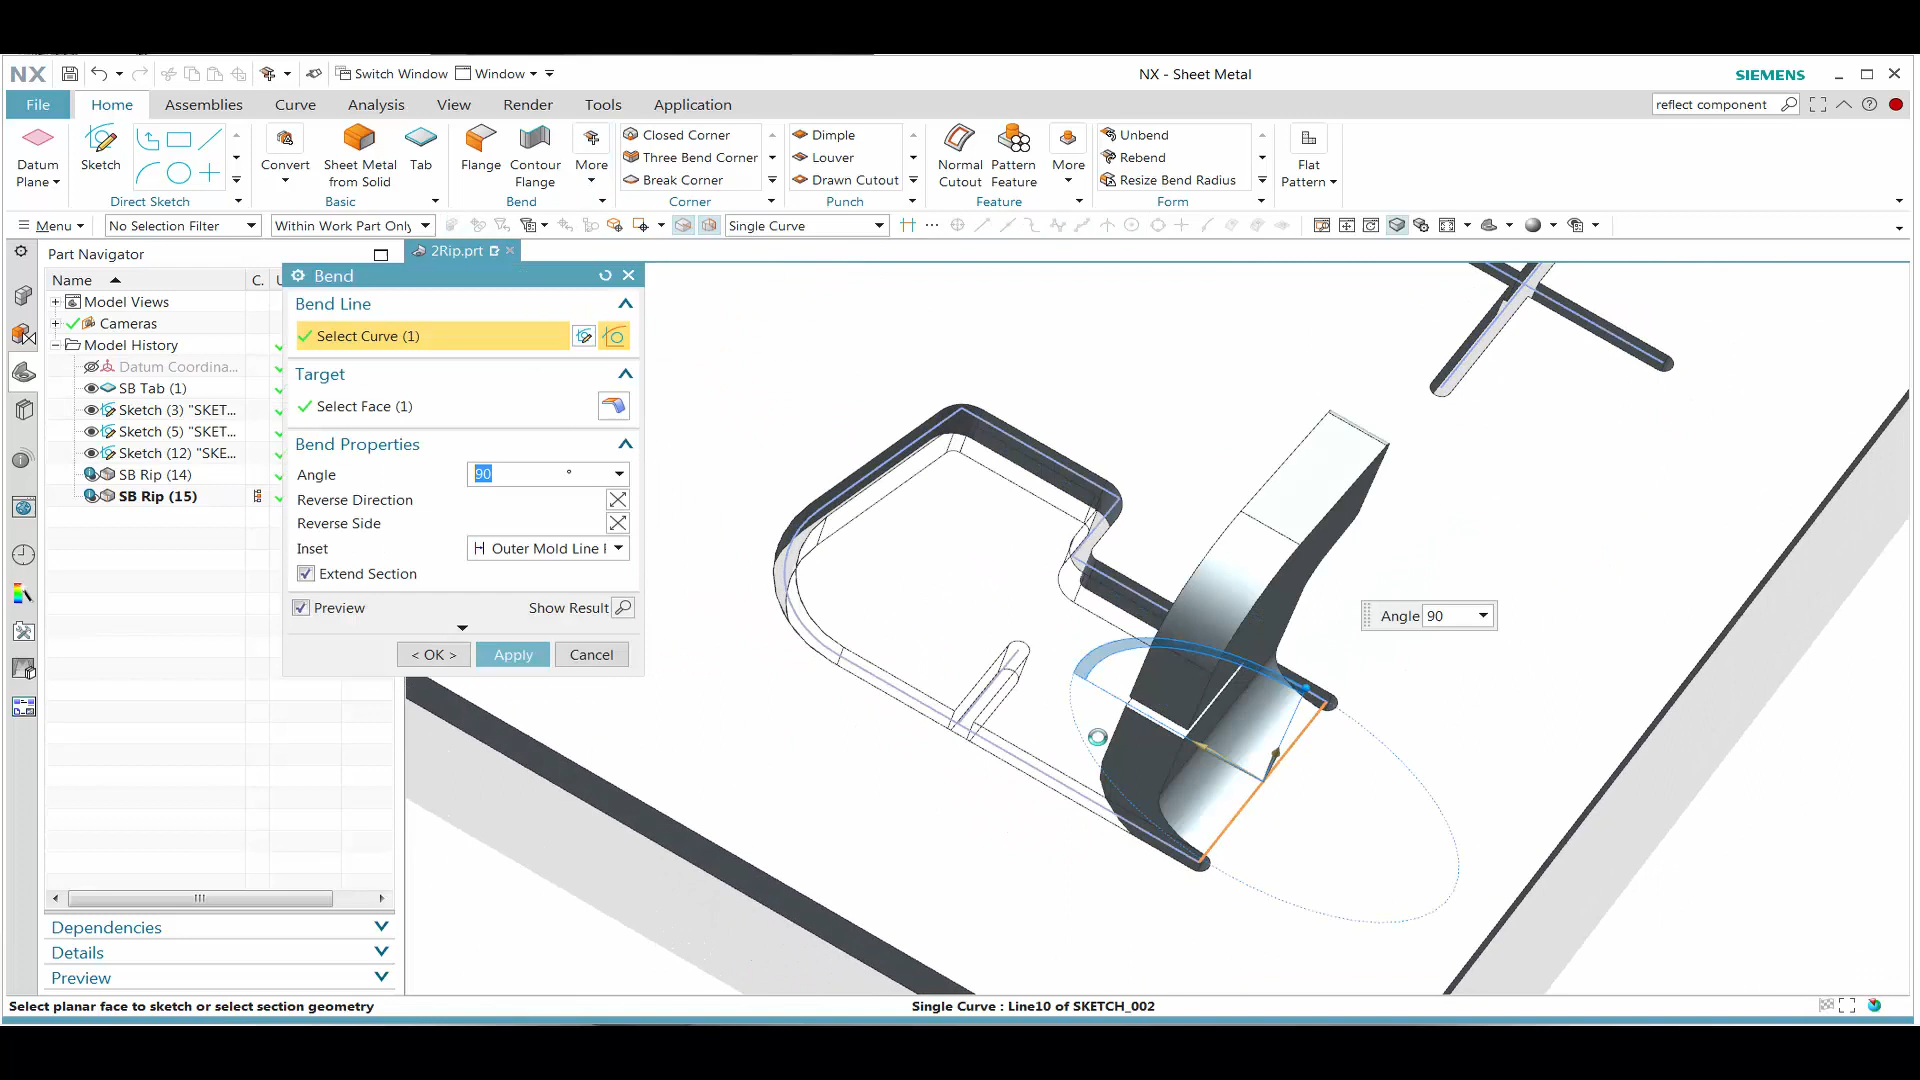 NX
Switch Window
Window
NX - Sheet Metal
SIEMENS
File
Home
Assemblies
Curve
Analysis
View
Render
Tools
Application
reflect component
Datum
Plane
Sketch
Direct Sketch
Convert
Sheet Metal
from Solid
Tab
Basic
Flange
Contour
Flange
More
Bend
Closed Corner
Three Bend Corner
Break Corner
Corner
Dimple
Louver
Drawn Cutout
Punch
Normal
Cutout
Pattern
Feature
More
Feature
Unbend
Rebend
Resize Bend Radius
Form
Flat
Pattern
Menu
No Selection Filter
Within Work Part Only
Single Curve
Part Navigator
2Rip.prt
Name
C.
Model Views
Cameras
Model History
Datum Coordina...
SB Tab (1)
Sketch (3) "SKET...
Sketch (5) "SKET...
Sketch (12) "SKE...
SB Rip (14)
SB Rip (15)
Dependencies
Details
Preview
Bend
Bend Line
Select Curve (1)
Target
Select Face (1)
Bend Properties
Angle
90
°
Reverse Direction
Reverse Side
Inset
Outer Mold Line
Extend Section
Preview
Show Result
< OK >
Apply
Cancel
Angle 90
Select planar face to sketch or select section geometry
Single Curve : Line10 of SKETCH_002